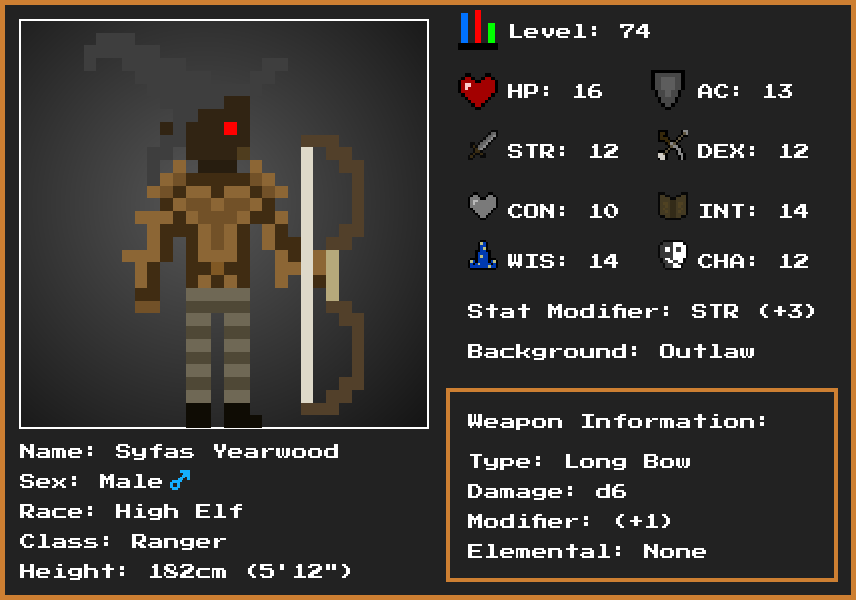 Level: 74
HP: 16
AC: 13
STR: 12
DEX: 12
CON: 10
INT: 14
WIS: 14
CHA: 12
Stat Modifier: STR (+3)
Background: Outlaw
Weapon Information:
Type: Long Bow
Damage: d6
Modifier: (+1)
Elemental: None
Name: Syfas Yearwood
Sex: Male ♂
Race: High Elf
Class: Ranger
Height: 182cm (5'12")